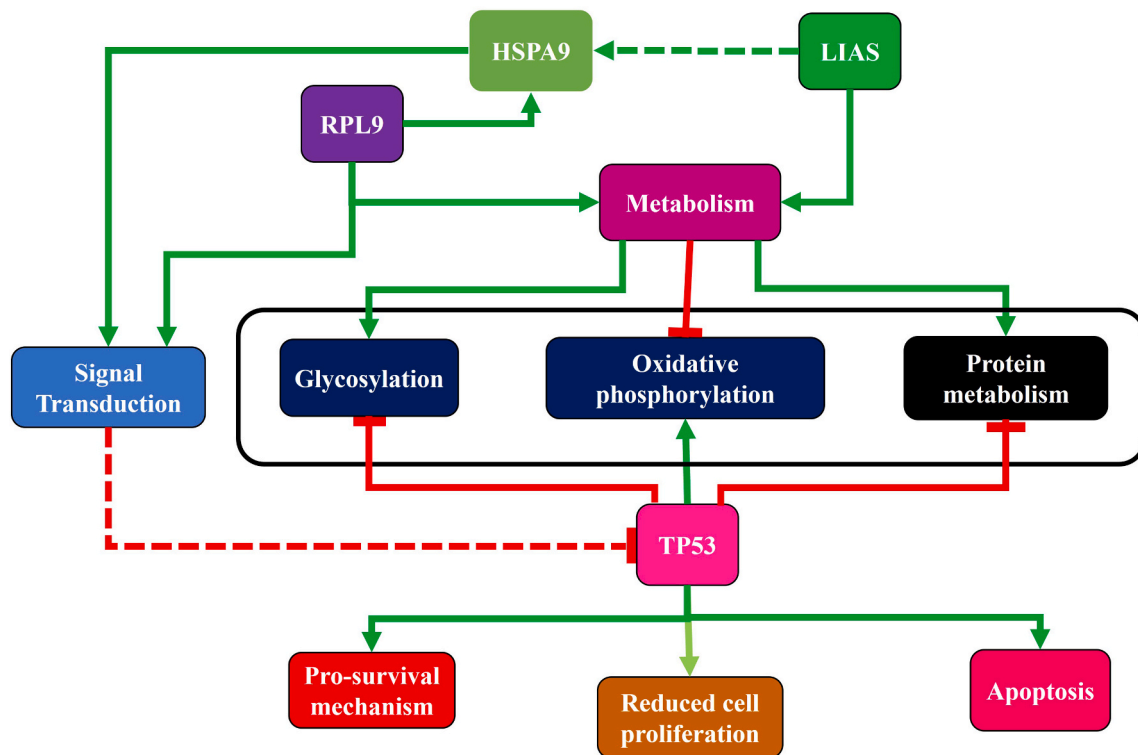 HSPA9
LIAS
RPL9
Metabolism
Signal
Transduction
Glycosylation
Oxidative
phosphorylation
Protein
metabolism
TP53
Pro-survival
mechanism
Reduced cell
proliferation
Apoptosis